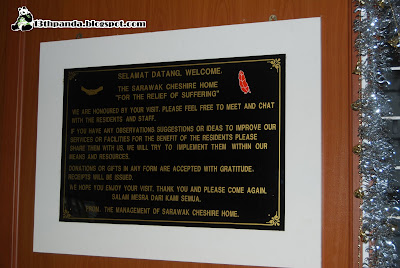 13thpanda.blogspot.com
SELAMAT DATANG, WELCOME.
THE SARAWAK CHESHIRE HOME
"FOR THE RELIEF OF SUFFERING"
WE ARE HONOURED BY YOUR VISIT. PLEASE FEEL FREE TO MEET AND CHAT
WITH THE RESIDENTS AND STAFF.
IF YOU HAVE ANY OBSERVATIONS SUGGESTIONS OR IDEAS TO IMPROVE OUR
SERVICES OR FACILITIES FOR THE BENEFIT OF THE RESIDENTS PLEASE
SHARE THEM WITH US. WE WILL TRY TO IMPLEMENT THEM WITHIN OUR
MEANS AND RESOURCES.
DONATIONS OR GIFTS IN ANY FORM ARE ACCEPTED WITH GRATITUDE.
RECEIPTS WILL BE ISSUED.
WE HOPE YOU ENJOY YOUR VISIT. THANK YOU AND PLEASE COME AGAIN.
DALAM MESRA DARI KAMI SEMUA.
FROM: THE MANAGEMENT OF SARAWAK CHESHIRE HOME.